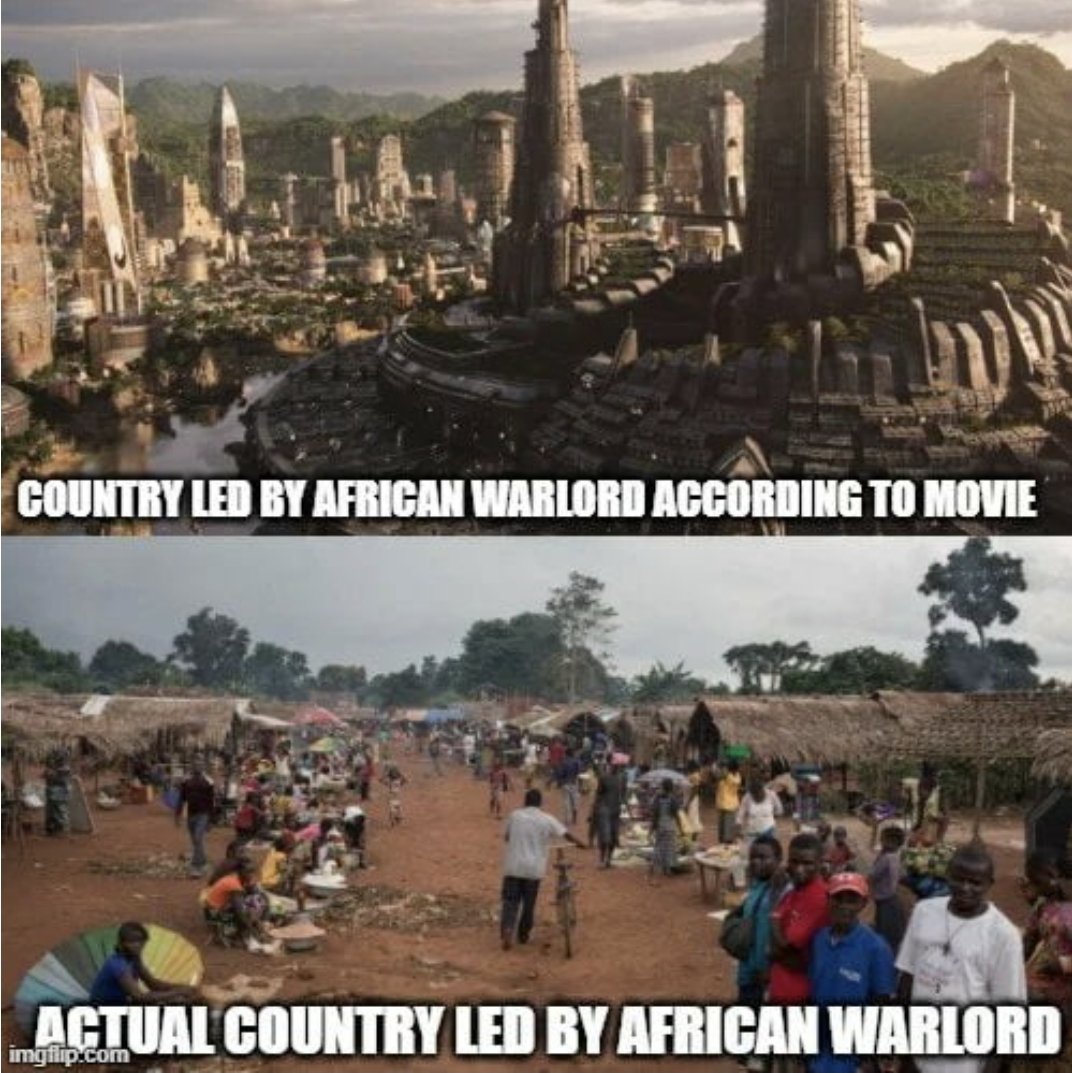 COUNTRY LED BY AFRICAN WARLORD ACCORDING TO MOVIE
ACTUAL COUNTRY LED BY AFRICAN WARLORD
imgflip.com